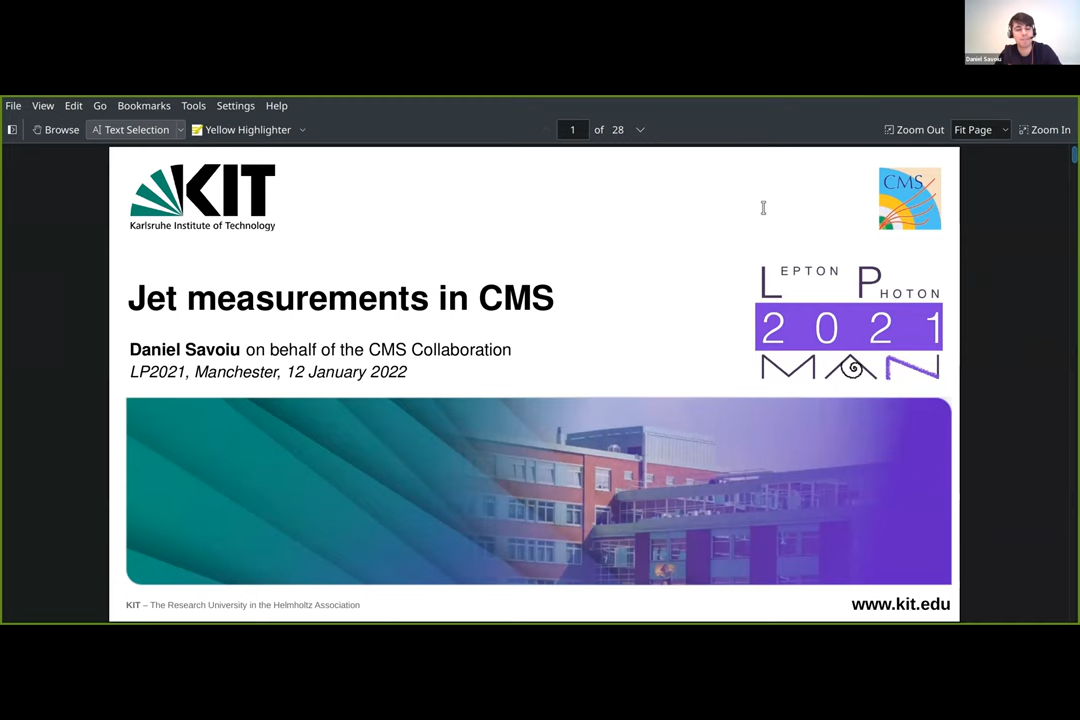 Daniel Savoiu
File View Edit Go Bookmarks Tools Settings Help
Browse Text Selection Yellow Highlighter 1 of 28 Zoom Out Fit Page Zoom In
KIT
Karlsruhe Institute of Technology
CMS
LEPTON PHOTON
2021
MAN
Jet measurements in CMS
Daniel Savoiu on behalf of the CMS Collaboration
LP2021, Manchester, 12 January 2022
KIT – The Research University in the Helmholtz Association
www.kit.edu